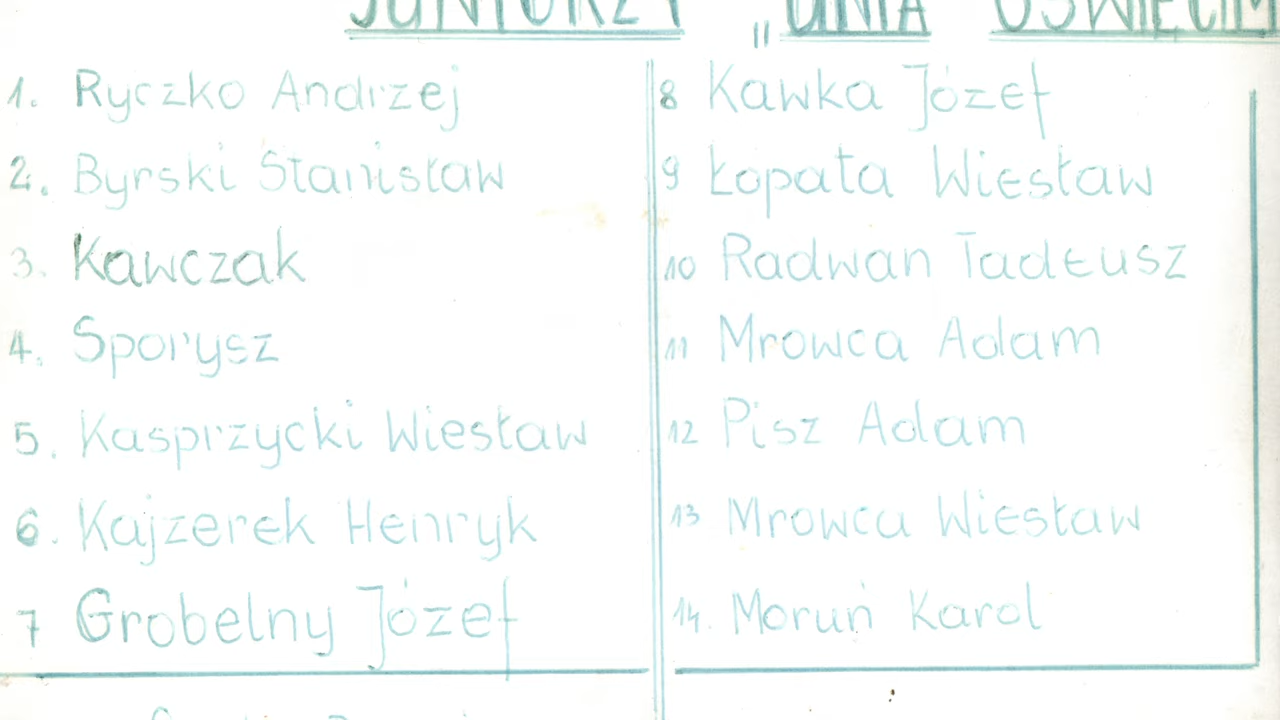 JUNIORZY „UNIA OŚWIĘCIM
1. Ryczko Andrzej
2. Byrski Stanisław
3. Kawczak
4. Sporysz
5. Kasprzycki Wiesław
6. Kajzerek Henryk
7 Grobelny Józef
8 Kawka Józef
9 Łopata Wiesław
10 Radwan Tadeusz
11 Mrowca Adam
12 Pisz Adam
13 Mrowca Wiesław
14. Moruń Karol